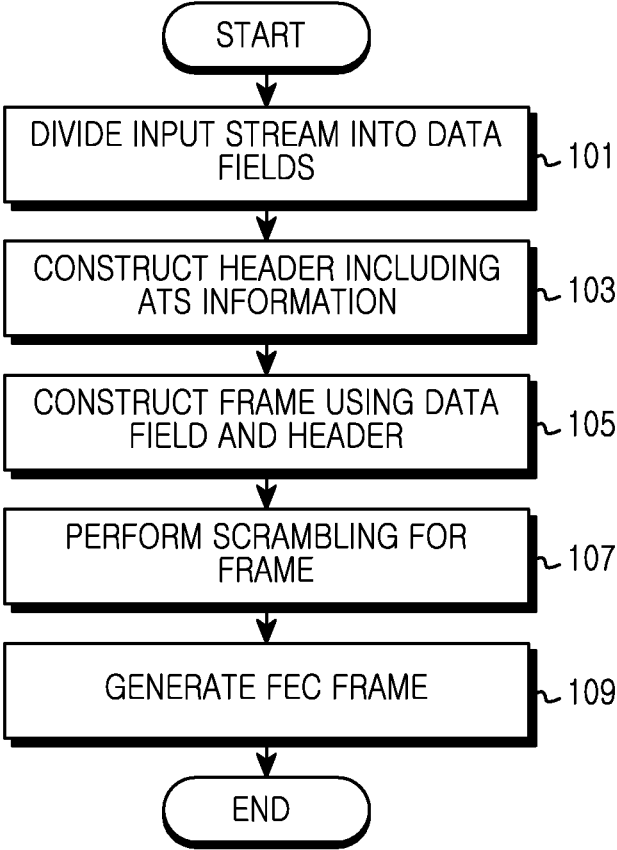 START
DIVIDE INPUT STREAM INTO DATA
FIELDS
101
CONSTRUCT HEADER INCLUDING
ATS INFORMATION
103
CONSTRUCT FRAME USING DATA
FIELD AND HEADER
105
PERFORM SCRAMBLING FOR
FRAME
107
GENERATE FEC FRAME
109
END